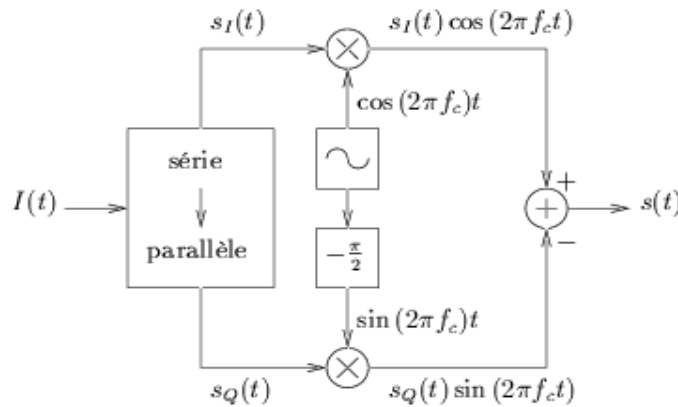 s_I(t)
s_I(t) cos (2πf_c t)
cos (2πf_c)t
série
I(t)
parallèle
−π/2
+
+
−
s(t)
sin (2πf_c)t
s_Q(t)
s_Q(t) sin (2πf_c t)